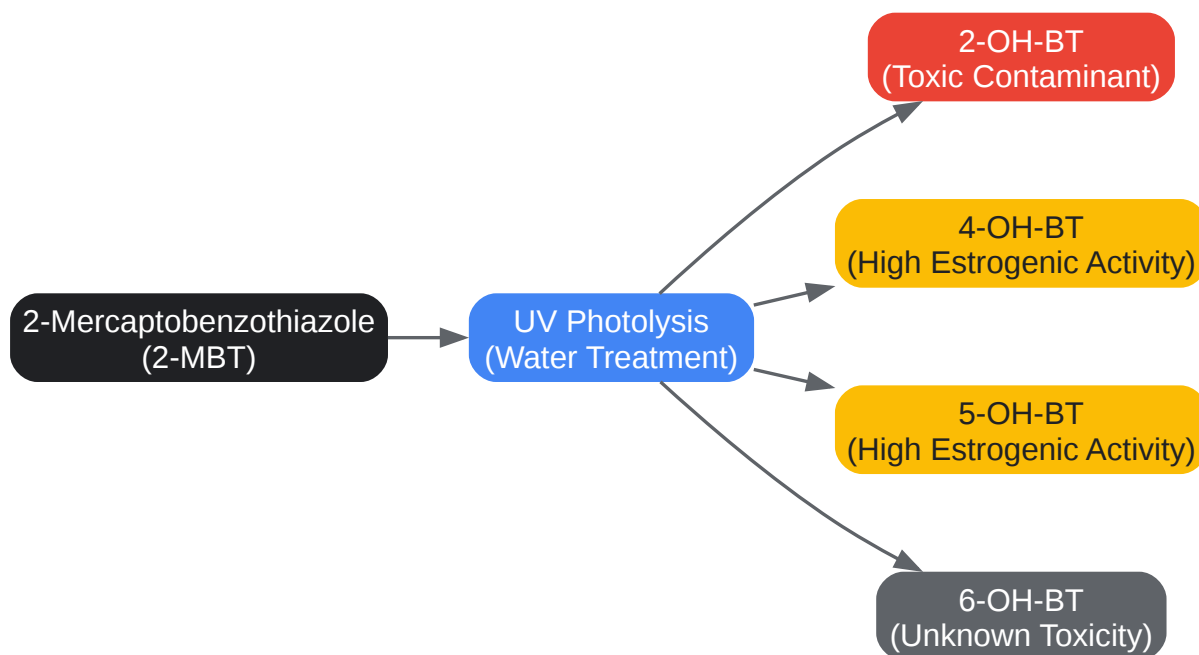 2-Mercaptobenzothiazole
(2-MBT)
UV Photolysis
(Water Treatment)
2-OH-BT
(Toxic Contaminant)
4-OH-BT
(High Estrogenic Activity)
5-OH-BT
(High Estrogenic Activity)
6-OH-BT
(Unknown Toxicity)